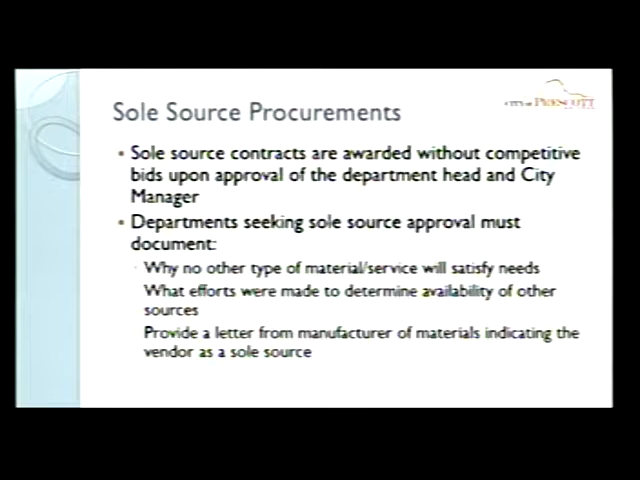 CITY of PRESCOTT
Sole Source Procurements
• Sole source contracts are awarded without competitive
bids upon approval of the department head and City
Manager
• Departments seeking sole source approval must
document:
Why no other type of material/service will satisfy needs
What efforts were made to determine availability of other
sources
Provide a letter from manufacturer of materials indicating the
vendor as a sole source